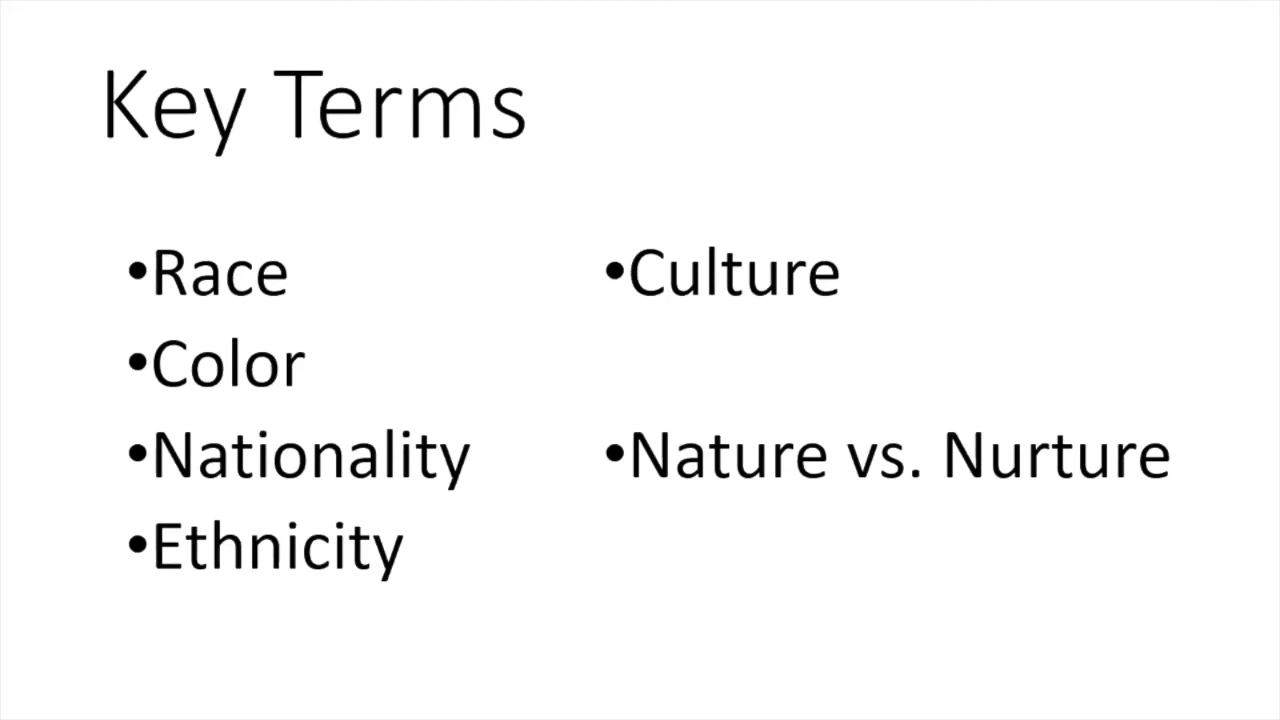 Key Terms
•Race
•Color
•Nationality
•Ethnicity
•Culture
•Nature vs. Nurture